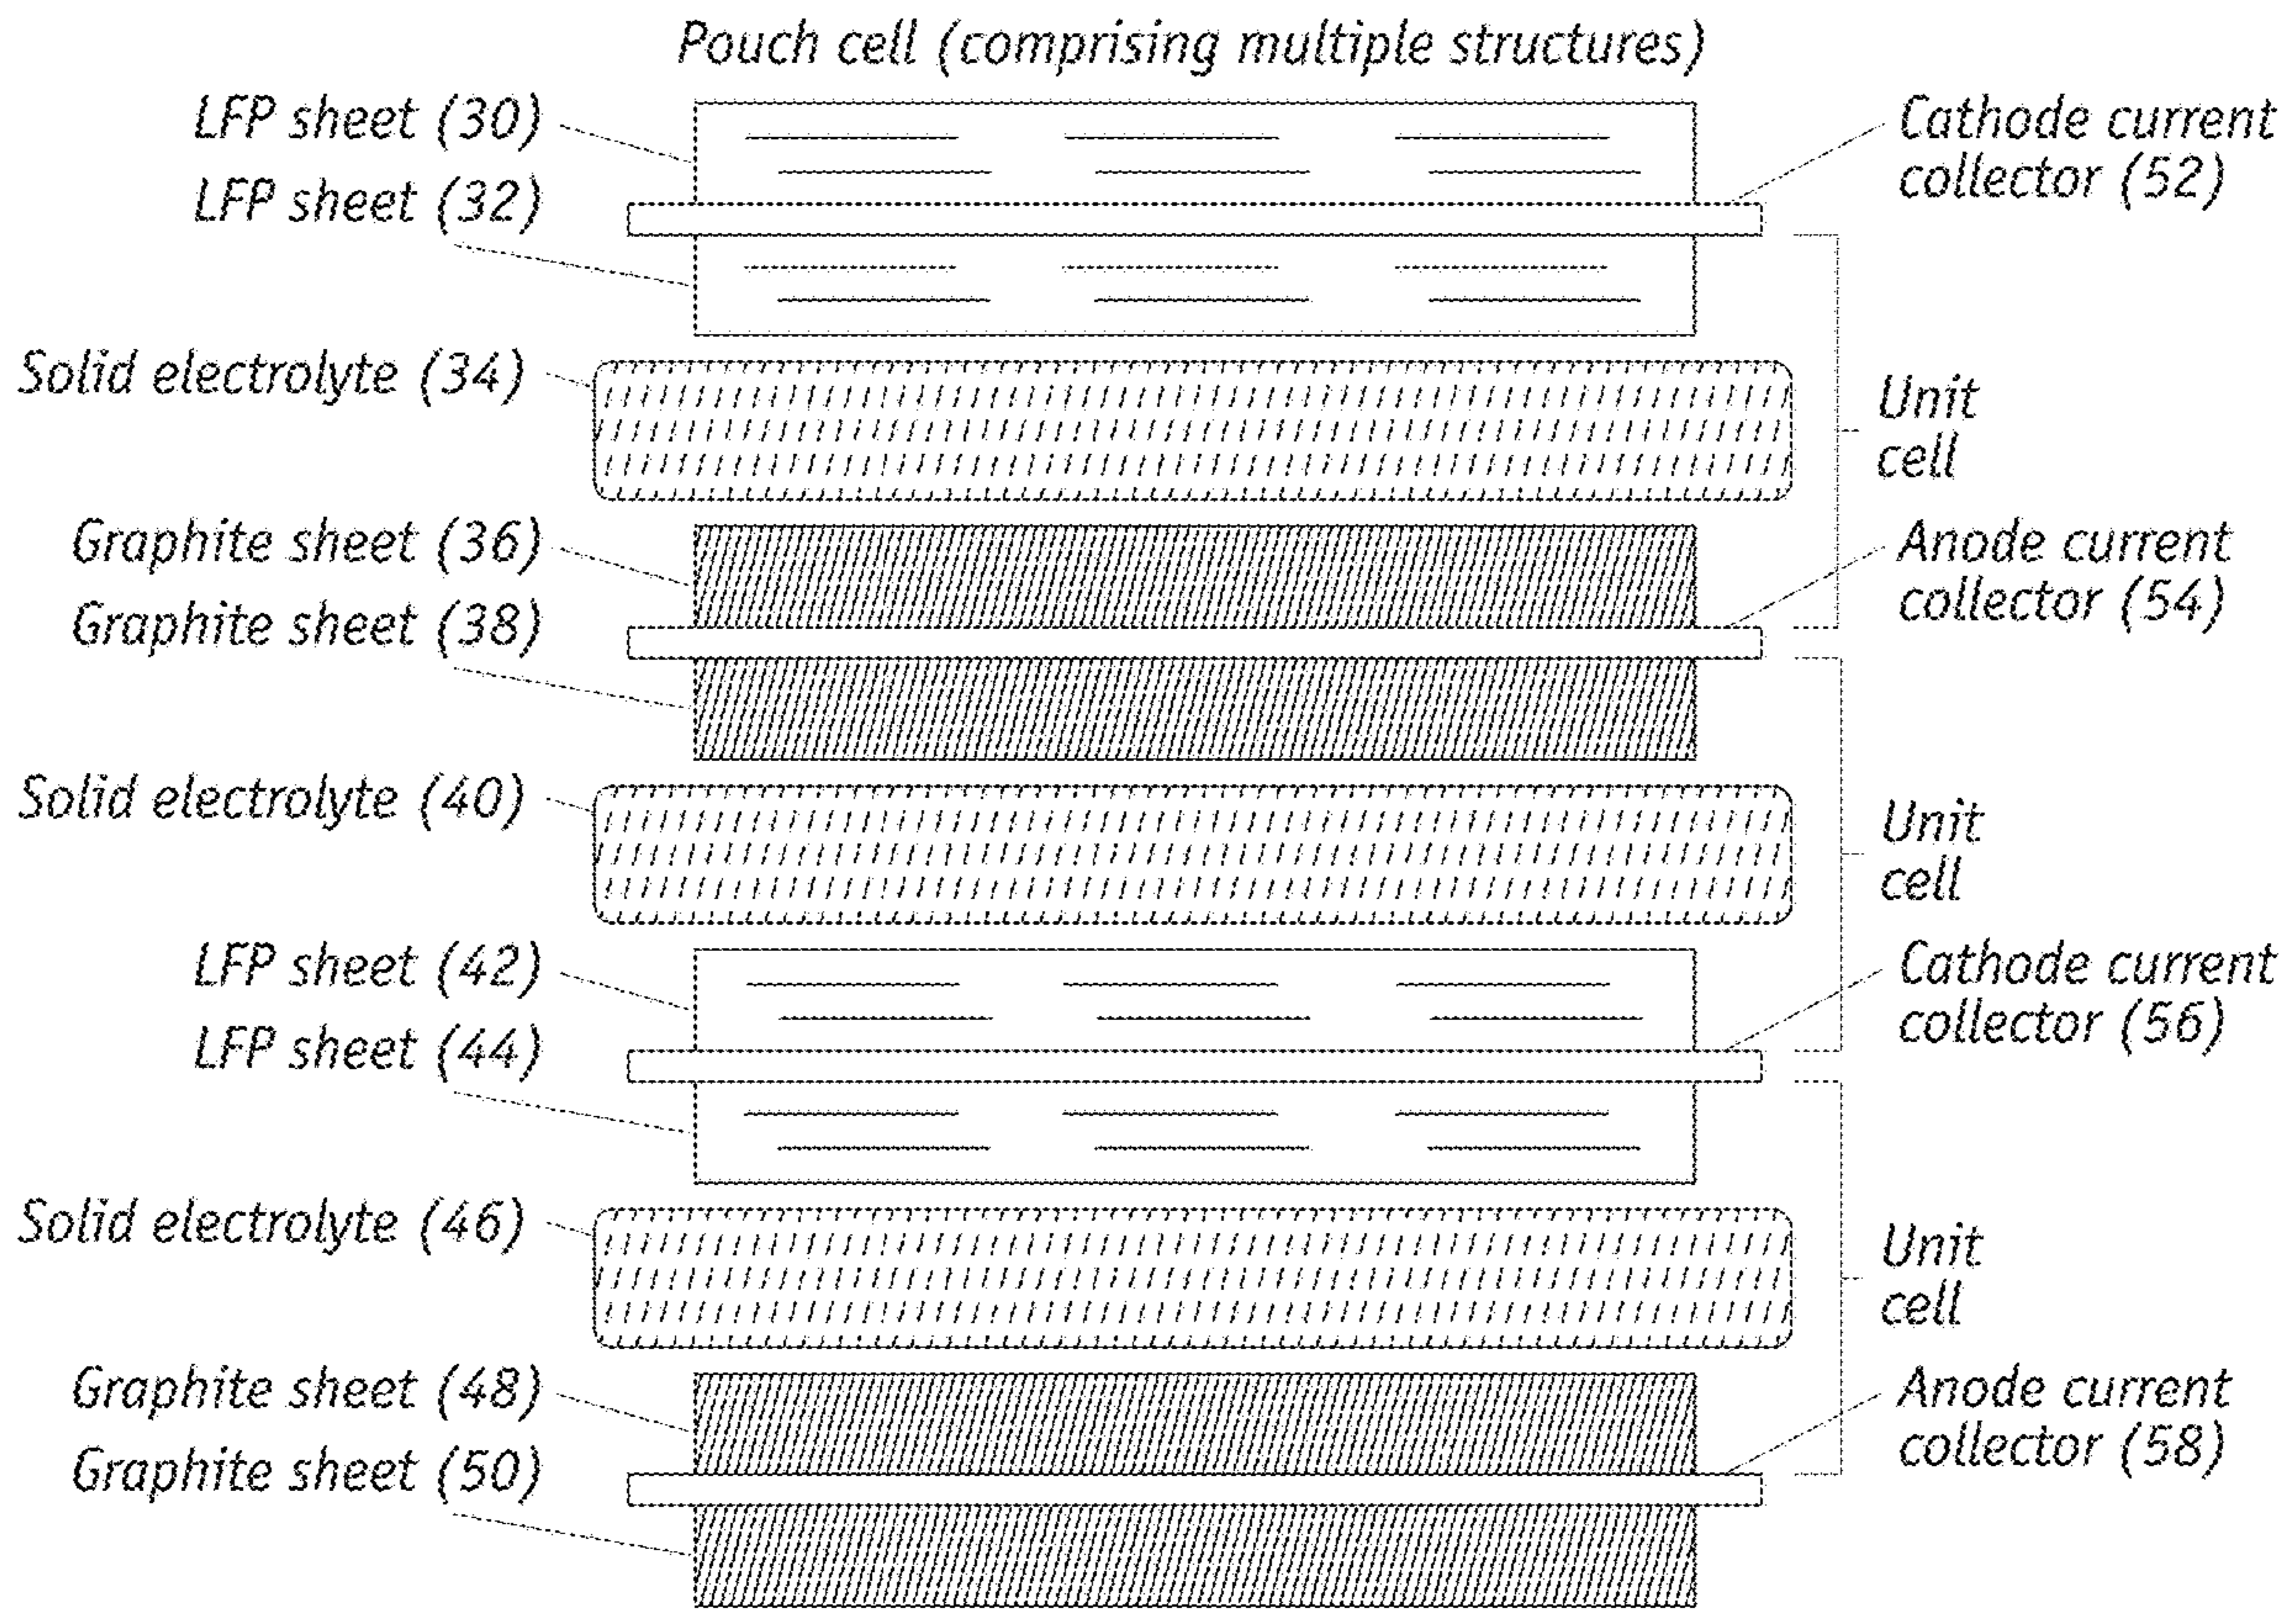 Pouch cell (comprising multiple structures)
LFP sheet (30)
Cathode current
collector (52)
LFP sheet (32)
Solid electrolyte (34)
Unit
cell
Graphite sheet (36)
Anode current
collector (54)
Graphite sheet (38)
Solid electrolyte (40)
Unit
cell
LFP sheet (42)
Cathode current
collector (56)
LFP sheet (44)
Solid electrolyte (46)
Unit
cell
Graphite sheet (48)
Anode current
collector (58)
Graphite sheet (50)